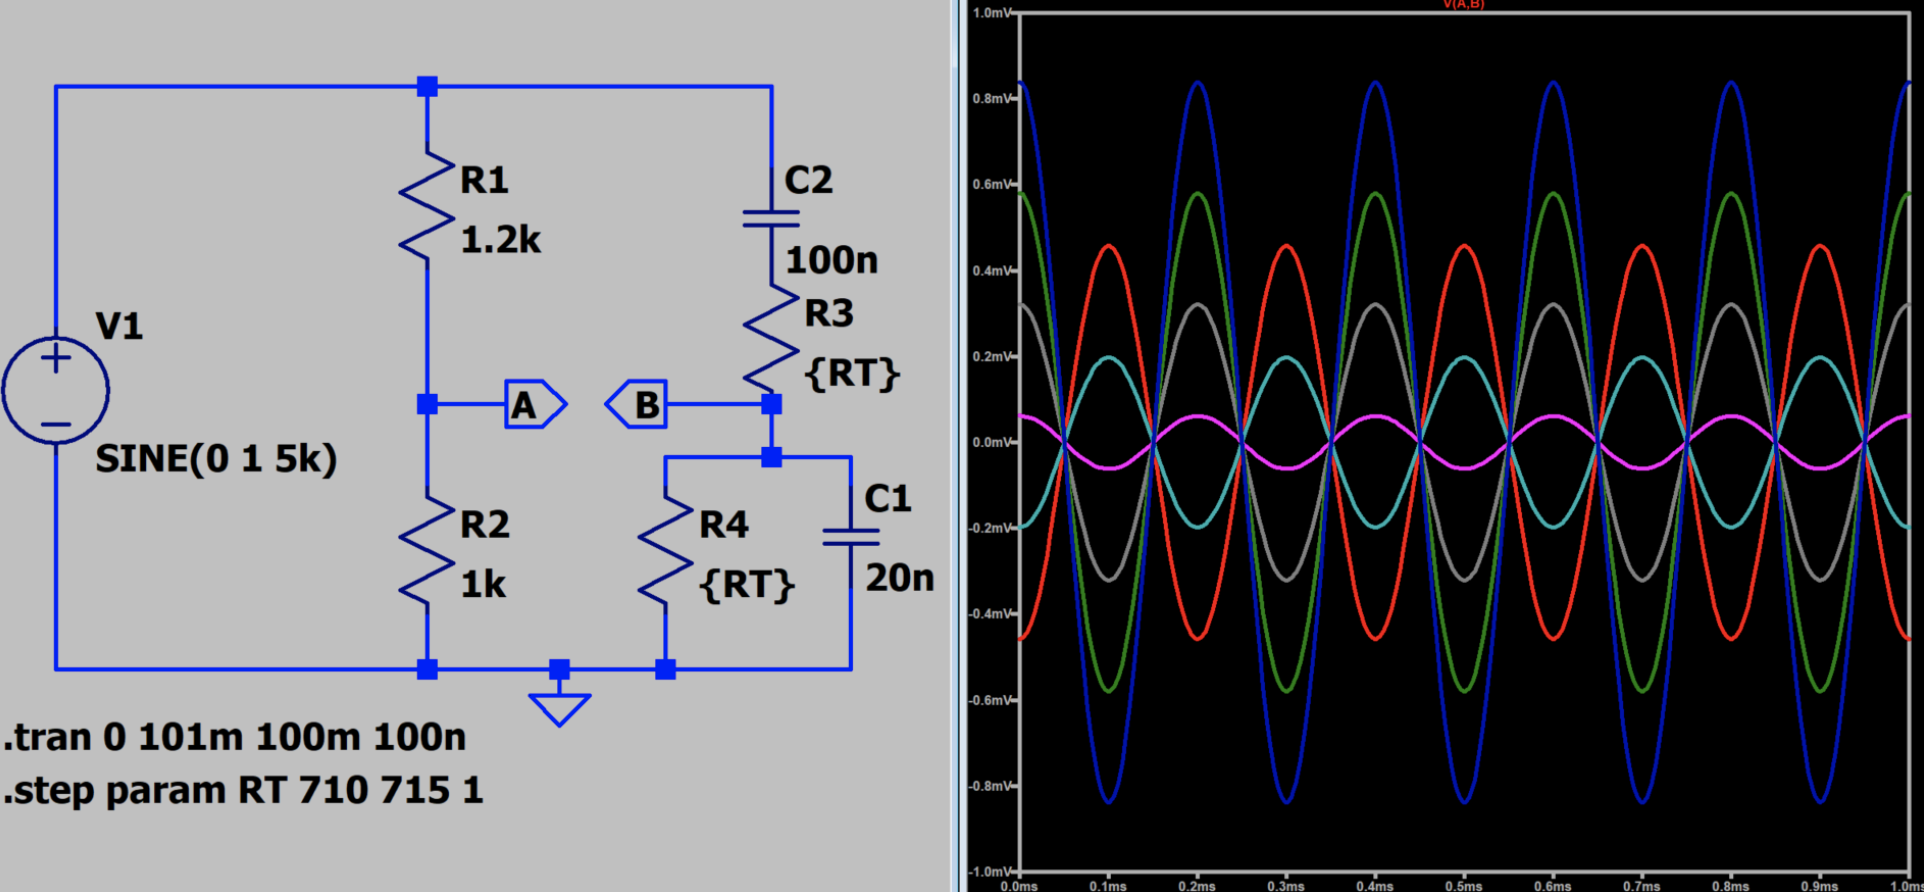 V1
SINE(0 1 5k)
R1
1.2k
C2
100n
R3
{RT}
A
B
R2
1k
R4
{RT}
C1
20n
.tran 0 101m 100m 100n
.step param RT 710 715 1
V(A,B)
1.0mV
0.8mV
0.6mV
0.4mV
0.2mV
0.0mV
-0.2mV
-0.4mV
-0.6mV
-0.8mV
-1.0mV
0.0ms 0.1ms 0.2ms 0.3ms 0.4ms 0.5ms 0.6ms 0.7ms 0.8ms 0.9ms